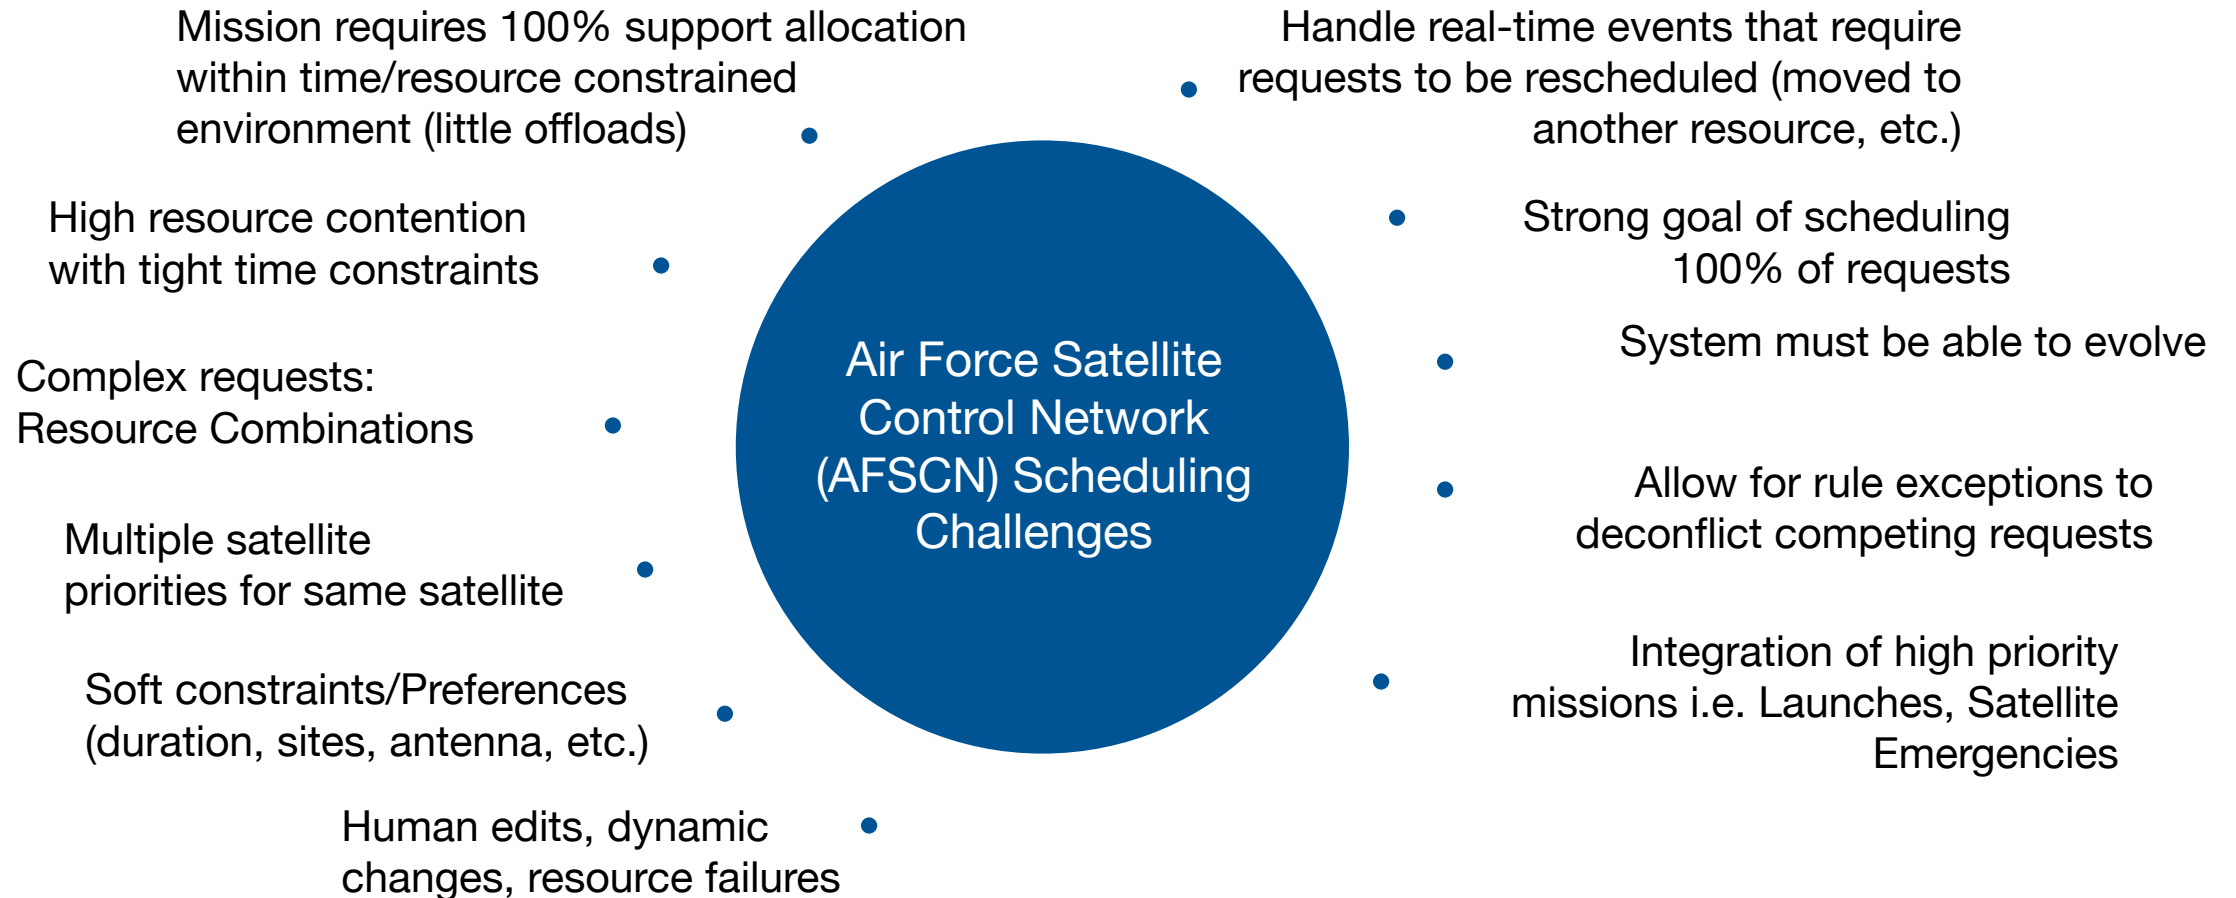 Mission requires 100% support allocation
within time/resource constrained
environment (little offloads)
High resource contention
with tight time constraints
Complex requests:
Resource Combinations
Multiple satellite
priorities for same satellite
Soft constraints/Preferences
(duration, sites, antenna, etc.)
Human edits, dynamic
changes, resource failures
Air Force Satellite
Control Network
(AFSCN) Scheduling
Challenges
Handle real-time events that require
requests to be rescheduled (moved to
another resource, etc.)
Strong goal of scheduling
100% of requests
System must be able to evolve
Allow for rule exceptions to
deconflict competing requests
Integration of high priority
missions i.e. Launches, Satellite
Emergencies